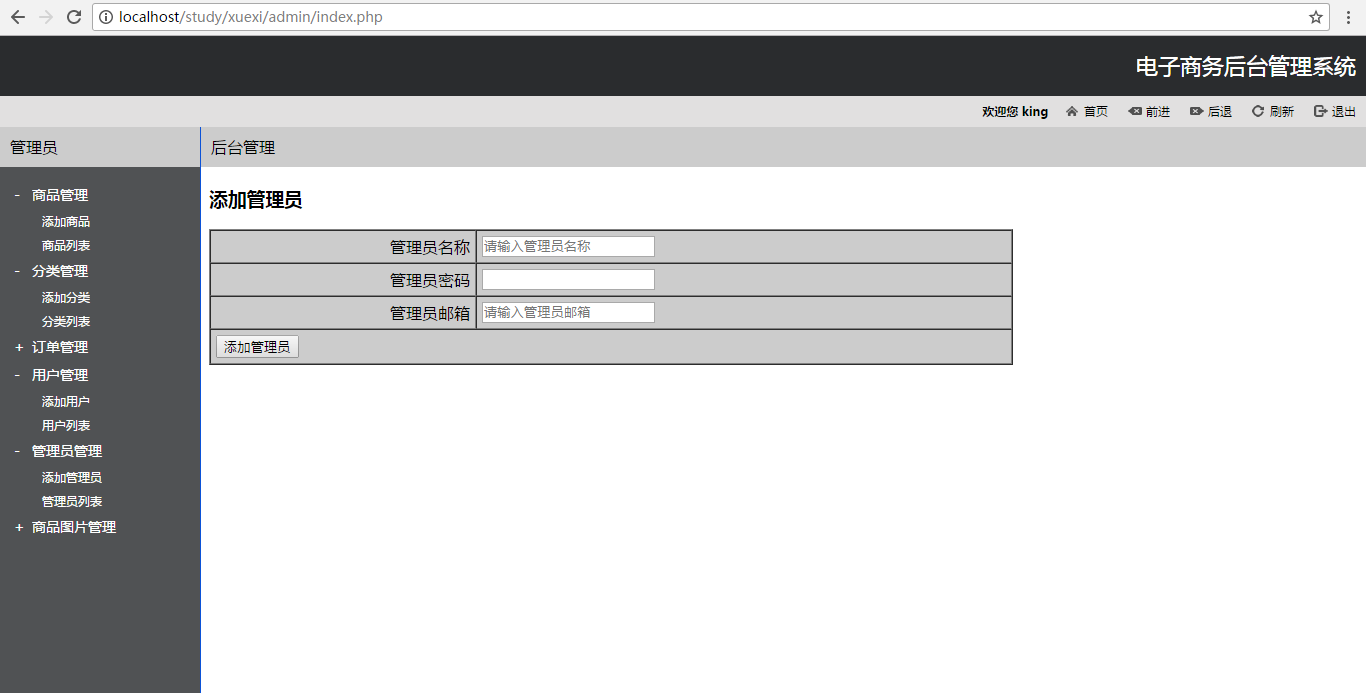 localhost/study/xuexi/admin/index.php
电子商务后台管理系统
欢迎您 king 首页 前进 后退 刷新 退出
管理员
后台管理
- 商品管理
添加商品
商品列表
- 分类管理
添加分类
分类列表
+ 订单管理
- 用户管理
添加用户
用户列表
- 管理员管理
添加管理员
管理员列表
+ 商品图片管理
添加管理员
管理员名称 请输入管理员名称
管理员密码
管理员邮箱 请输入管理员邮箱
添加管理员